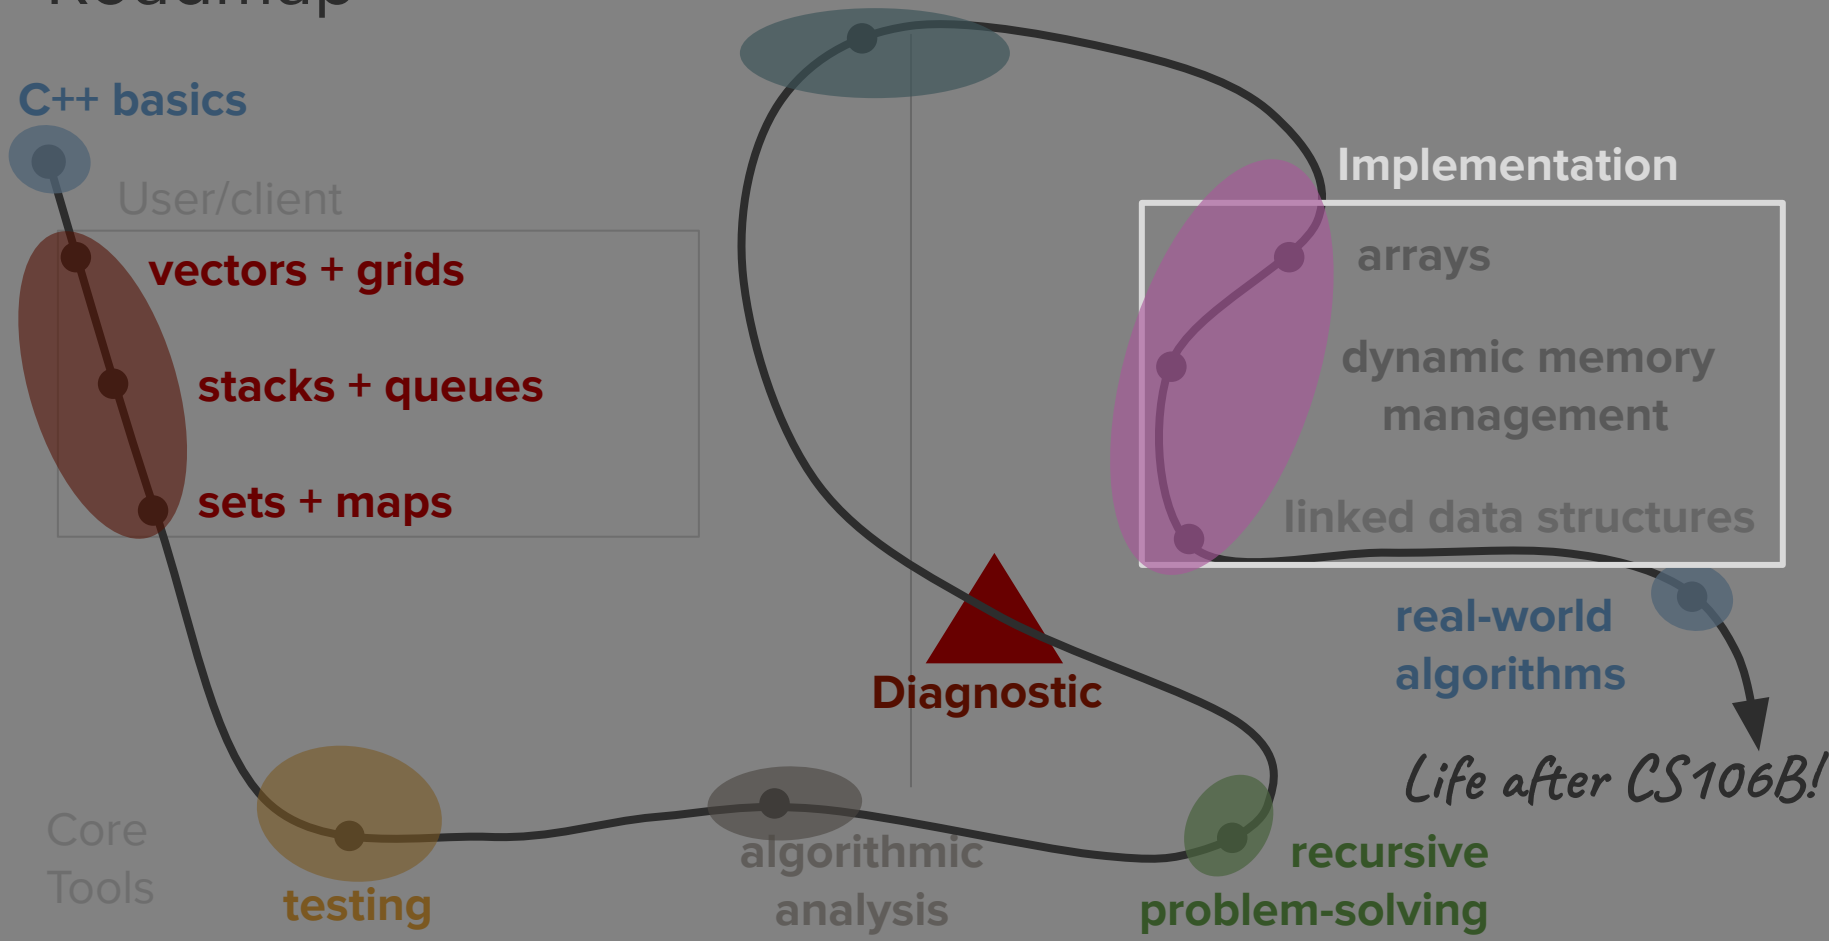 Roadmap
C++ basics
User/client
vectors + grids
stacks + queues
sets + maps
Core
Tools
testing
algorithmic
analysis
Diagnostic
recursive
problem-solving
Implementation
arrays
dynamic memory
management
linked data structures
real-world
algorithms
Life after CS106B!